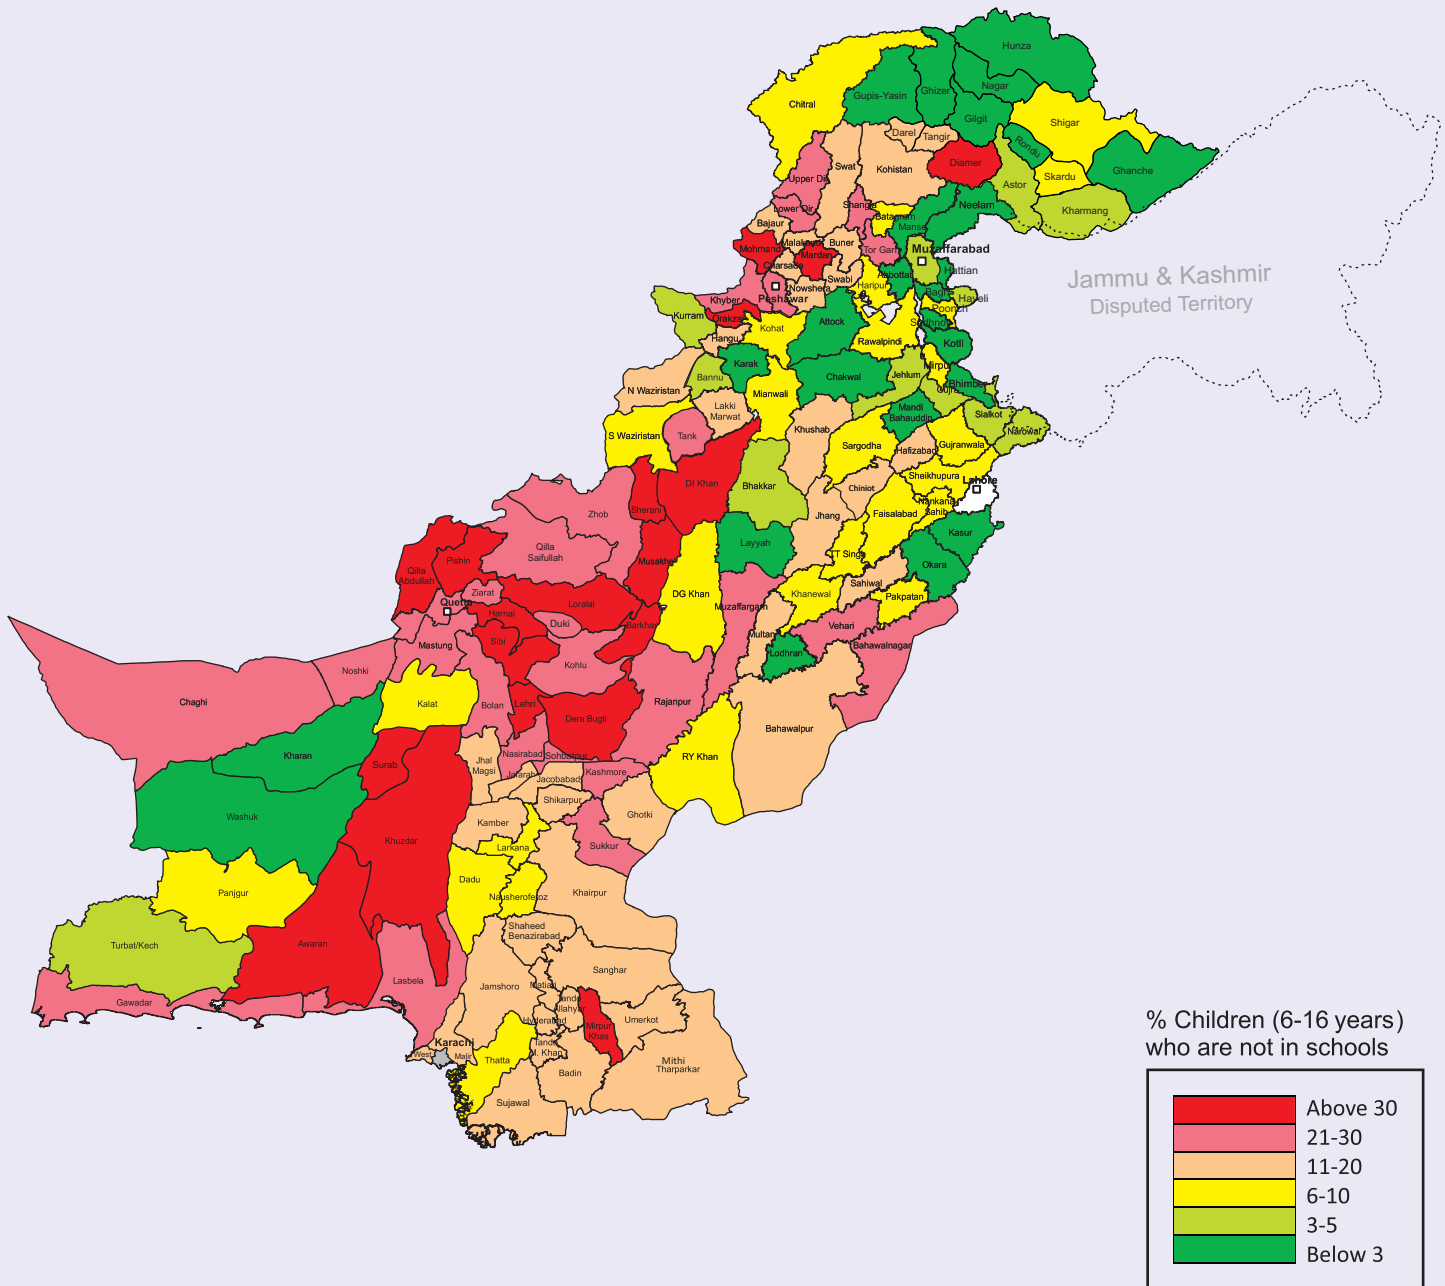 Hunza
Nagar
Gupis-Yasin
Ghizer
Chitral
Gilgit
Shigar
Darel
Tangir
Rondu
Swat
Kohistan
Diamer
Skardu
Ghanche
Upper Dir
Astor
Shangla
Neelam
Lower Dir
Kharmang
Batagram
Bajaur
Manse
Mohmand
Malakand
Buner
Tor Garh
Muzaffarabad
Mardan
Charsada
Swabi
Abbottab
Hattian
Haripur
Nowshera
Khyber
Peshawar
Bagh
Haveli
Poonch
Jammu & Kashmir
Disputed Territory
Kurram
Orakzai
Kohat
Attock
Sudhnoti
Hangu
Rawalpindi
Kotli
Karak
Mirpur
Bannu
Chakwal
Jehlum
Bhimber
N Waziristan
Mianwali
Gujrat
Lakki
Marwat
Mandi
Bahauddin
Sialkot
Khushab
Narowal
S Waziristan
Tank
Sargodha
Hafizabad
Gujranwala
DI Khan
Bhakkar
Chiniot
Sheikhupura
Lahore
Sherani
Nankana
Sahib
Zhob
Jhang
Faisalabad
Kasur
Qilla
Saifullah
Layyah
TT Singh
Okara
Pishin
Musakhel
Qilla
Abdullah
Sahiwal
Ziarat
DG Khan
Khanewal
Pakpatan
Quetta
Loralai
Muzaffargarh
Harnai
Duki
Barkhan
Vehari
Multan
Sibi
Mastung
Lodhran
Bahawalnagar
Kohlu
Noshki
Chaghi
Kalat
Bolan
Lehri
Rajanpur
Dera Bugti
Bahawalpur
Kharan
Nasirabad
Sohbatpur
RY Khan
Surab
Jhal
Magsi
Jafarab
Jacobabad
Kashmore
Shikarpur
Washuk
Kamber
Ghotki
Khuzdar
Larkana
Sukkur
Dadu
Panjgur
Nausheroferoz
Khairpur
Shaheed
Benazirabad
Turbat/Kech
Awaran
Sanghar
Lasbela
Jamshoro
Matiari
Gawadar
Tando
Allahyar
Hyderabad
Mirpur
Khas
Umerkot
Karachi
West
Malir
Thatta
Tando
M. Khan
Mithi
Tharparkar
Badin
Sujawal
% Children (6-16 years)
who are not in schools
Above 30
21-30
11-20
6-10
3-5
Below 3